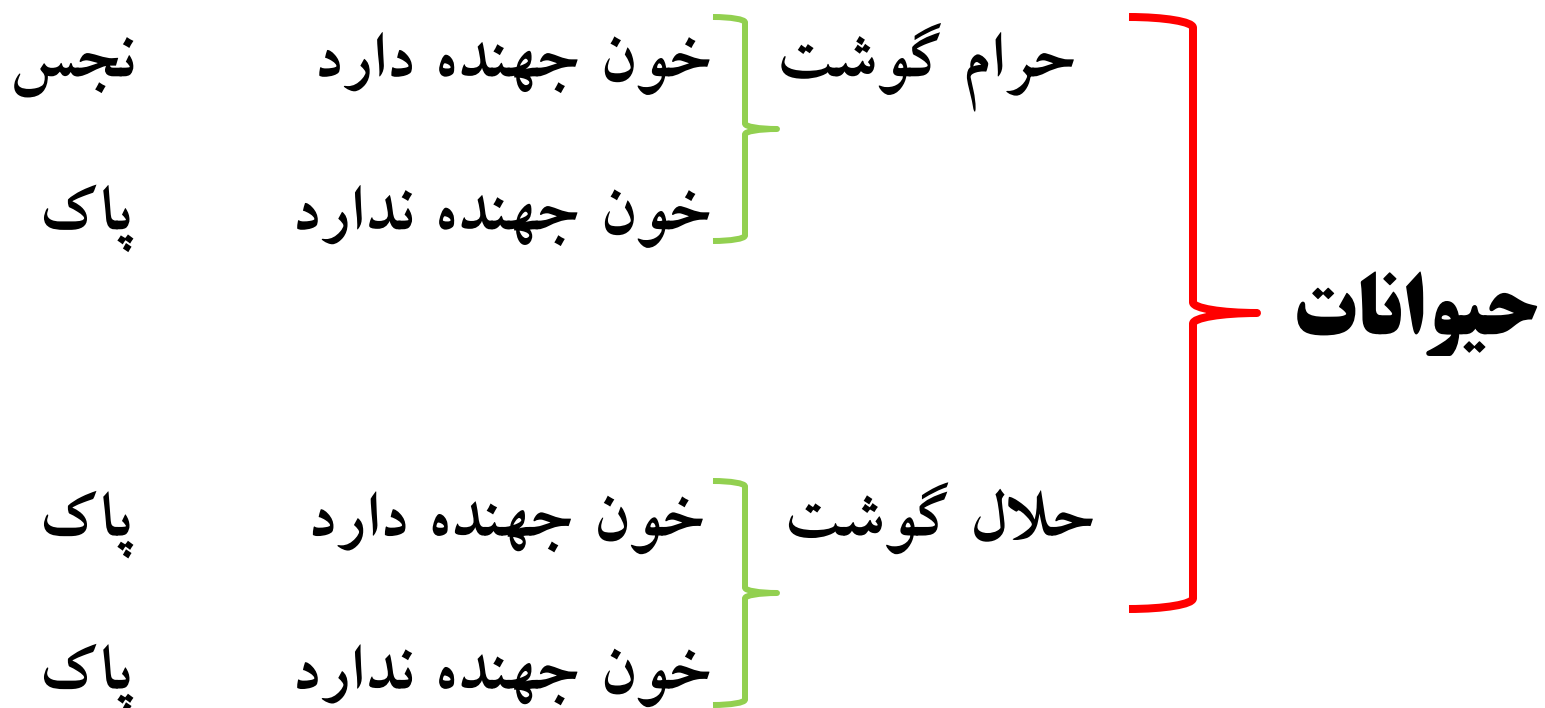 حرام گوشت خون جهنده دارد نجس
خون جهنده ندارد پاک
حیوانات
حلال گوشت خون جهنده دارد پاک
خون جهنده ندارد پاک